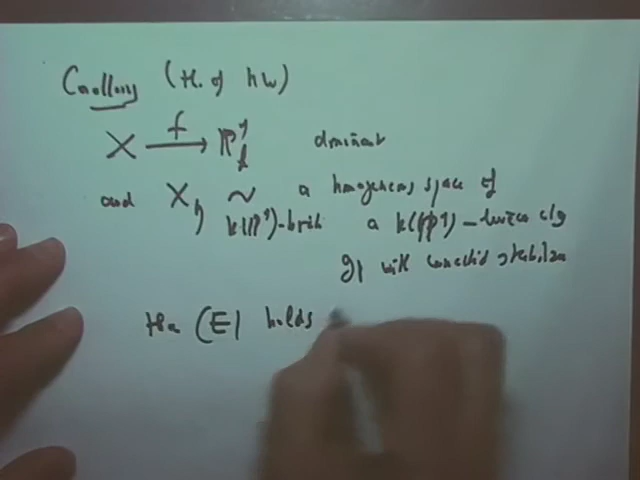 Corollary (H. of hW)
X —f→ ℙ¹_k dominant
and X_η ~ a homogeneous space of
k(ℙ¹)-birat a k(ℙ¹)-linear alg
gp with connected stabilizer
then (E) holds